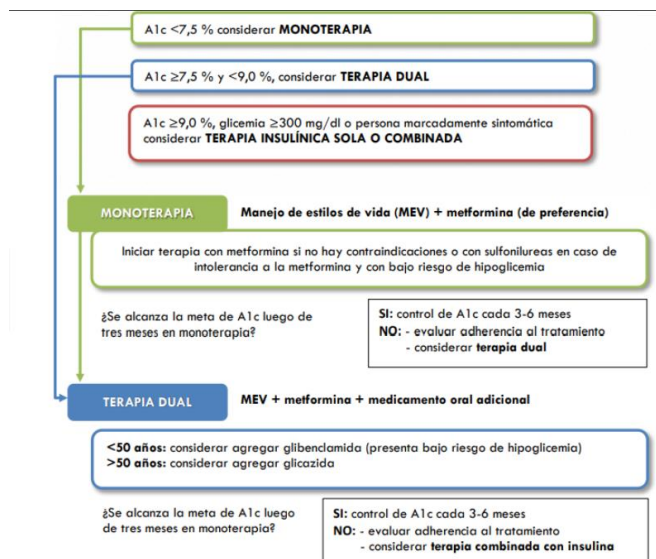 A1c <7,5 % considerar MONOTERAPIA
A1c ≥7,5 % y <9,0 %, considerar TERAPIA DUAL
A1c ≥9,0 %, glicemia ≥300 mg/dl o persona marcadamente sintomática
considerar TERAPIA INSULÍNICA SOLA O COMBINADA
MONOTERAPIA
Manejo de estilos de vida (MEV) + metformina (de preferencia)
Iniciar terapia con metformina si no hay contraindicaciones o con sulfonilureas en caso de
intolerancia a la metformina y con bajo riesgo de hipoglicemia
¿Se alcanza la meta de A1c luego de
tres meses en monoterapia?
SI: control de A1c cada 3-6 meses
NO: - evaluar adherencia al tratamiento
- considerar terapia dual
TERAPIA DUAL
MEV + metformina + medicamento oral adicional
<50 años: considerar agregar glibenclamida (presenta bajo riesgo de hipoglicemia)
>50 años: considerar agregar glicazida
¿Se alcanza la meta de A1c luego
de tres meses en monoterapia?
SI: control de A1c cada 3-6 meses
NO: - evaluar adherencia al tratamiento
- considerar terapia combinada con insulina